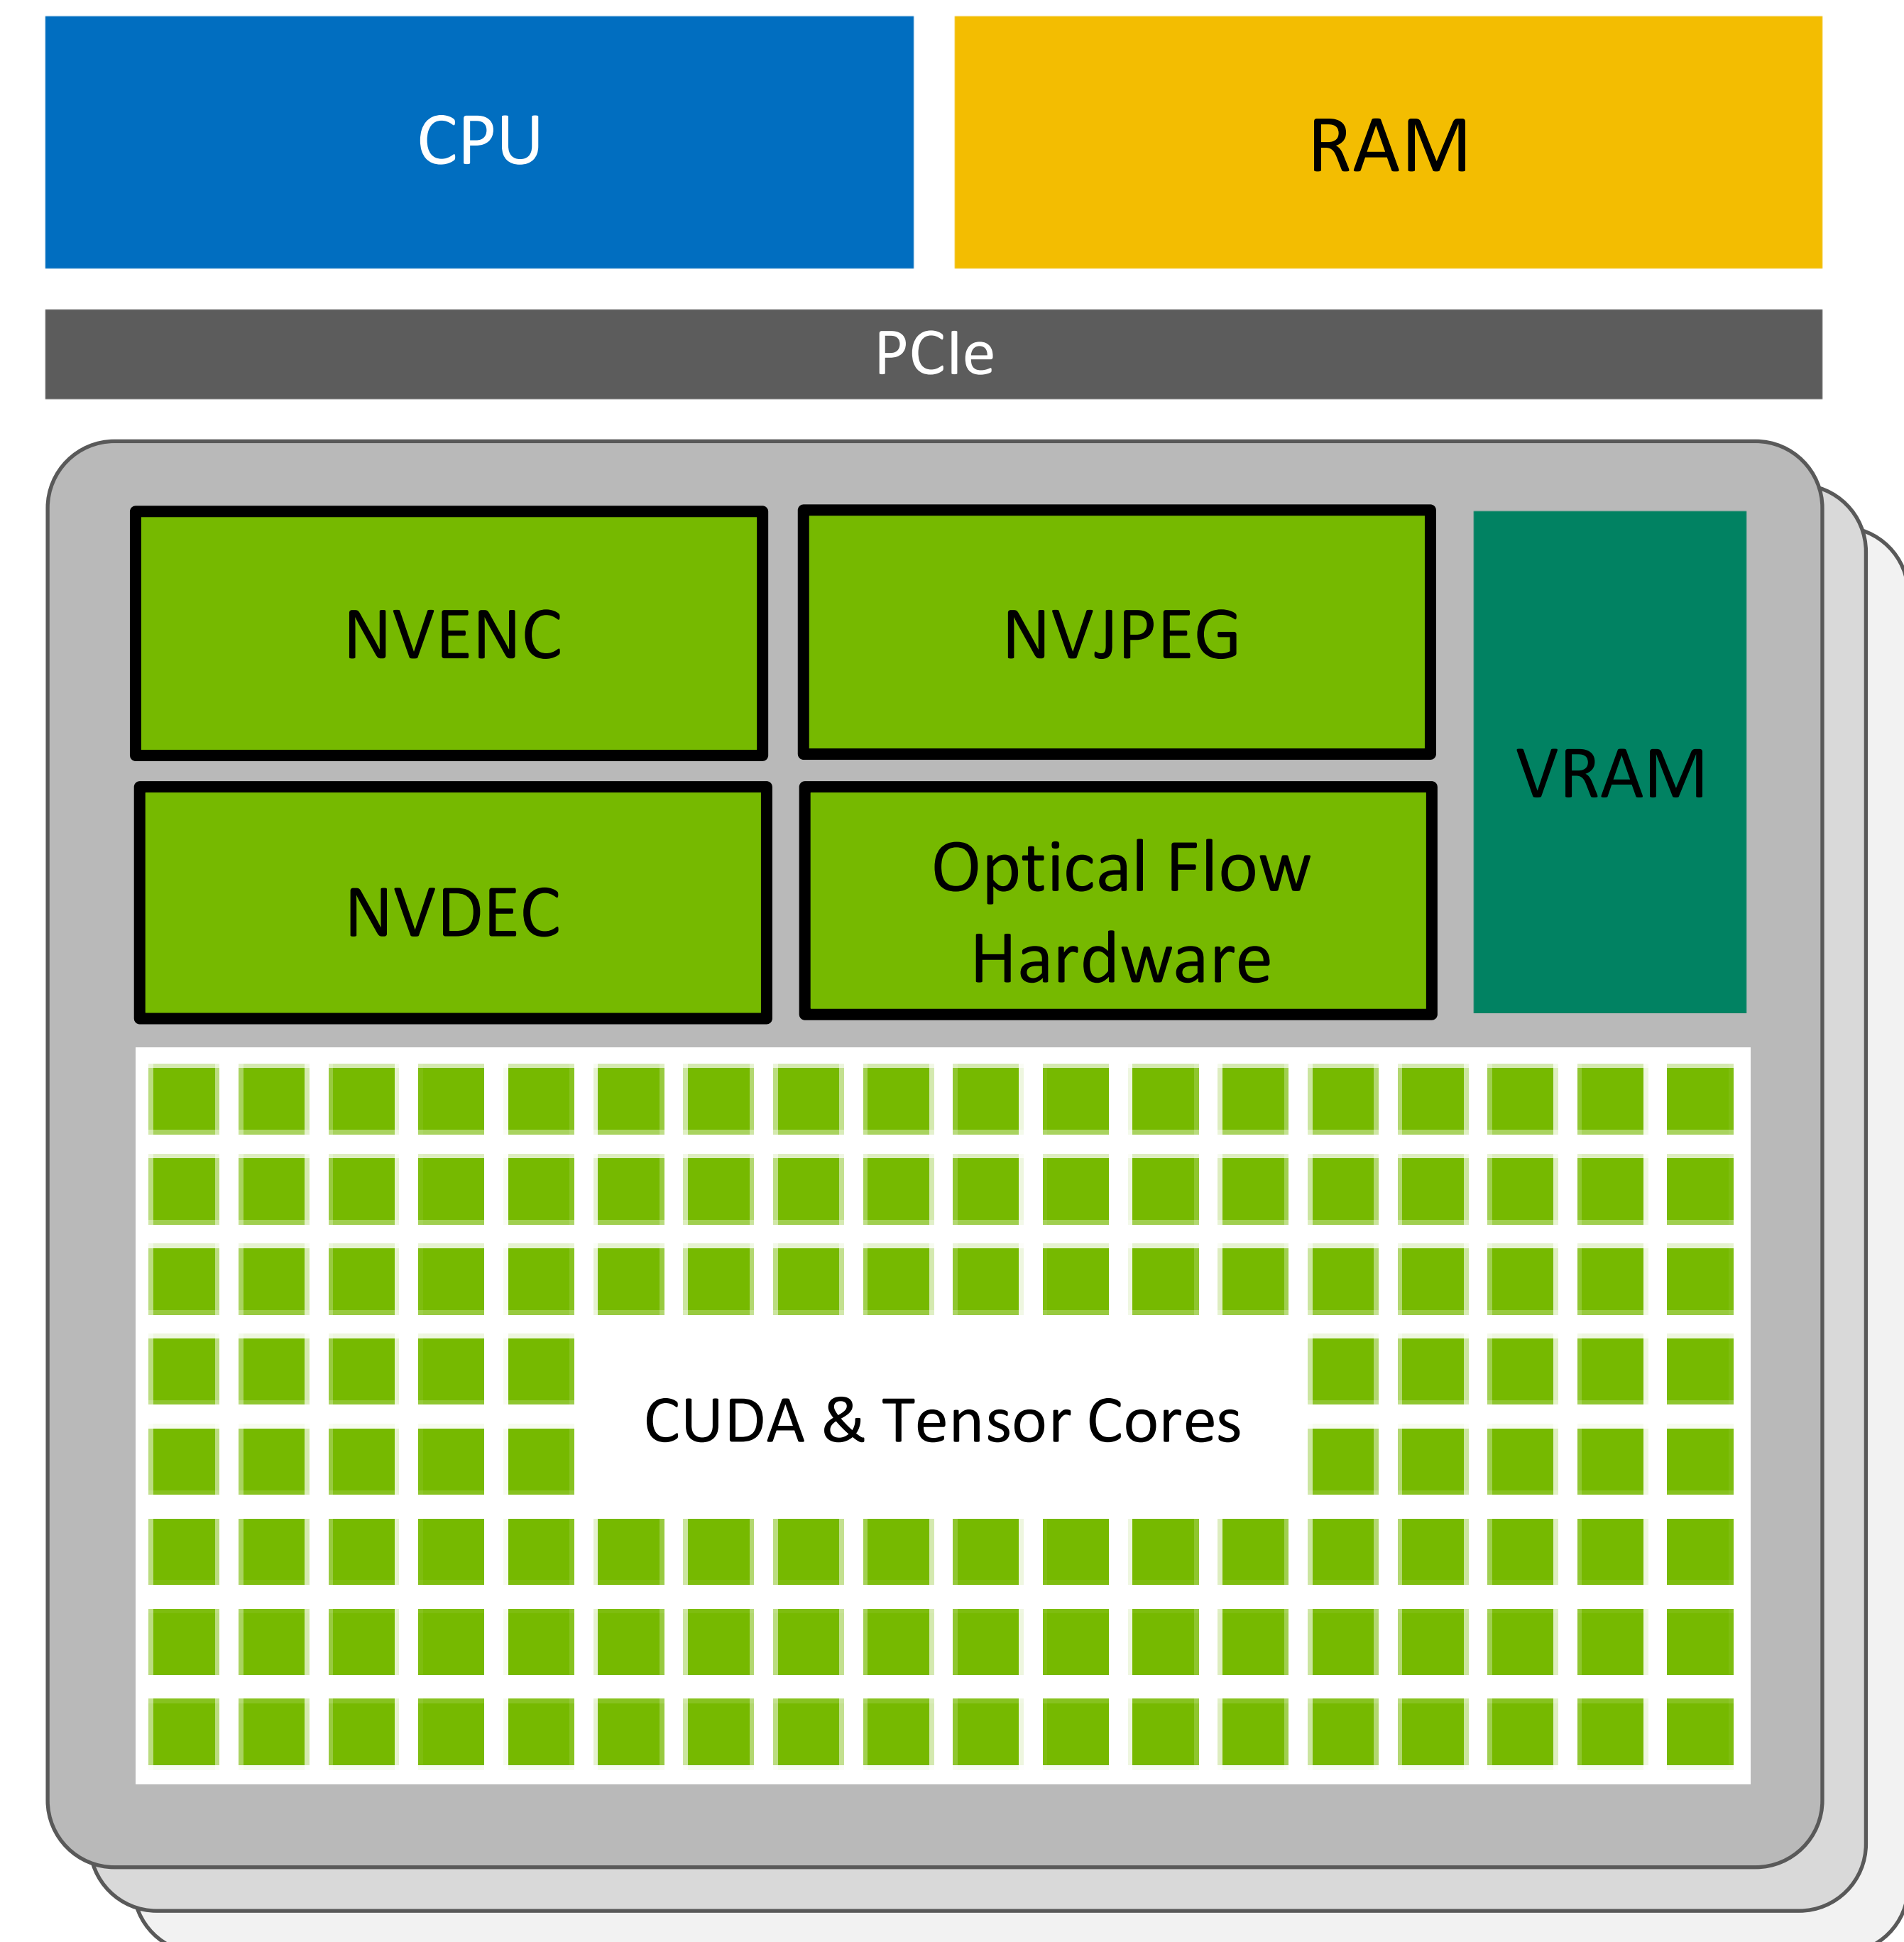 CPU
RAM
PCIe
NVENC
NVJPEG
VRAM
NVDEC
Optical Flow
Hardware
CUDA & Tensor Cores